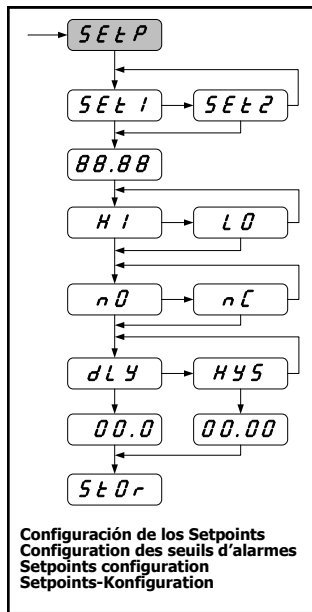 SEtP
SEt1 SEt2
88.88
HI LO
nO nC
dLY HYS
00.0 00.00
StOr
Configuración de los Setpoints
Configuration des seuils d’alarmes
Setpoints configuration
Setpoints-Konfiguration